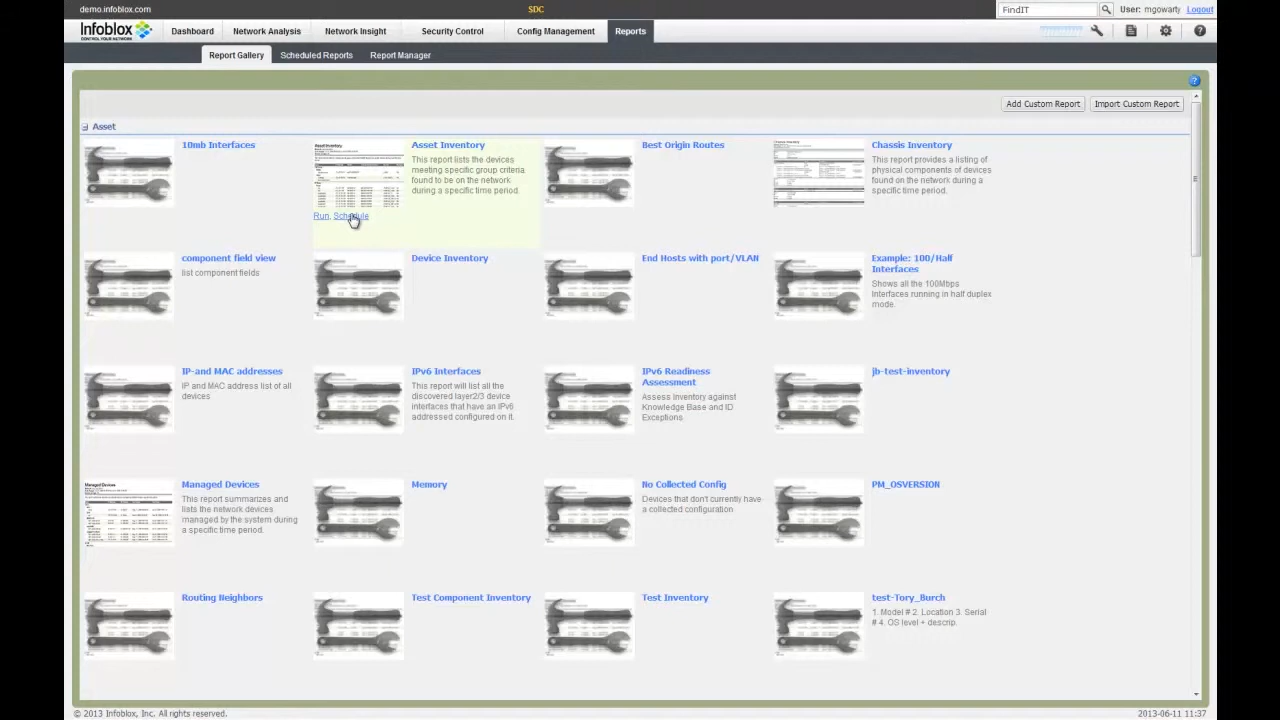 demo.infoblox.com
SDC
FindIT
User: mgowarty
Logout
Infoblox
CONTROL YOUR NETWORK
Dashboard
Network Analysis
Network Insight
Security Control
Config Management
Reports
Report Gallery
Scheduled Reports
Report Manager
Add Custom Report
Import Custom Report
Asset
10mb Interfaces
Asset Inventory
This report lists the devices
meeting specific group criteria
found to be on the network
during a specific time period.
Run, Schedule
Best Origin Routes
Chassis Inventory
This report provides a listing of
physical components of devices
found on the network during a
specific time period.
component field view
list component fields
Device Inventory
End Hosts with port/VLAN
Example: 100/Half
Interfaces
Shows all the 100Mbps
Interfaces running in half duplex
mode.
IP-and MAC addresses
IP and MAC address list of all
devices
IPv6 Interfaces
This report will list all the
discovered layer2/3 device
interfaces that have an IPv6
addressed configured on it.
IPv6 Readiness
Assessment
Assess Inventory against
Knowledge Base and ID
Exceptions.
jb-test-inventory
Managed Devices
This report summarizes and
lists the network devices
managed by the system during
a specific time period.
Memory
No Collected Config
Devices that don't currently have
a collected configuration
PM_OSVERSION
Routing Neighbors
Test Component Inventory
Test Inventory
test-Tory_Burch
1. Model # 2. Location 3. Serial
# 4. OS level + descrip.
© 2013 Infoblox, Inc. All rights reserved.
2013-06-11 11:37